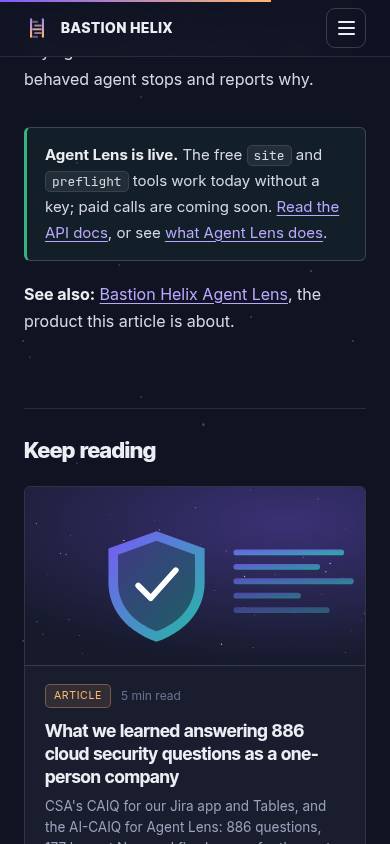 BASTION HELIX
behaved agent stops and reports why.
Agent Lens is live. The free site and
preflight tools work today without a
key; paid calls are coming soon. Read the
API docs, or see what Agent Lens does.
See also: Bastion Helix Agent Lens, the
product this article is about.
Keep reading
ARTICLE 5 min read
What we learned answering 886
cloud security questions as a one-
person company
CSA's CAIQ for our Jira app and Tables, and
the AI-CAIQ for Agent Lens: 886 questions,